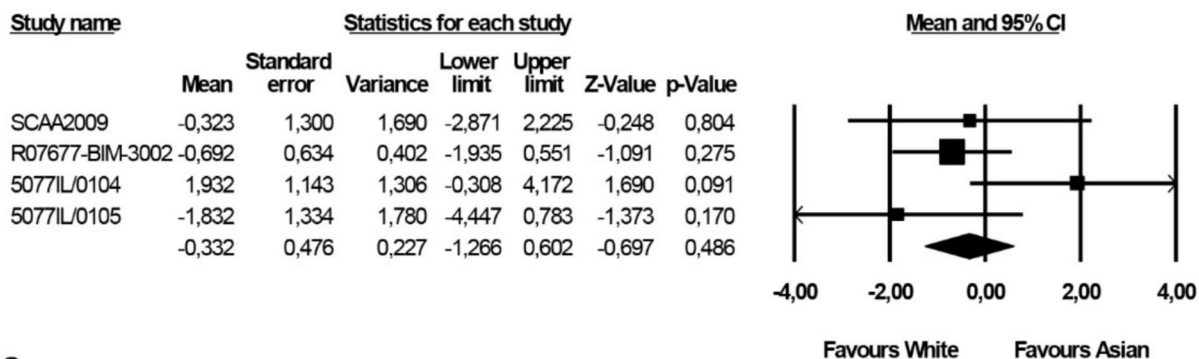 Study name Statistics for each study Mean and 95% CI
Standard Lower Upper
Mean error Variance limit limit Z-Value p-Value
SCAA2009 -0,323 1,300 1,690 -2,871 2,225 -0,248 0,804
R07677-BIM-3002 -0,692 0,634 0,402 -1,935 0,551 -1,091 0,275
5077IL/0104 1,932 1,143 1,306 -0,308 4,172 1,690 0,091
5077IL/0105 -1,832 1,334 1,780 -4,447 0,783 -1,373 0,170
-0,332 0,476 0,227 -1,266 0,602 -0,697 0,486
-4,00 -2,00 0,00 2,00 4,00
Favours White Favours Asian